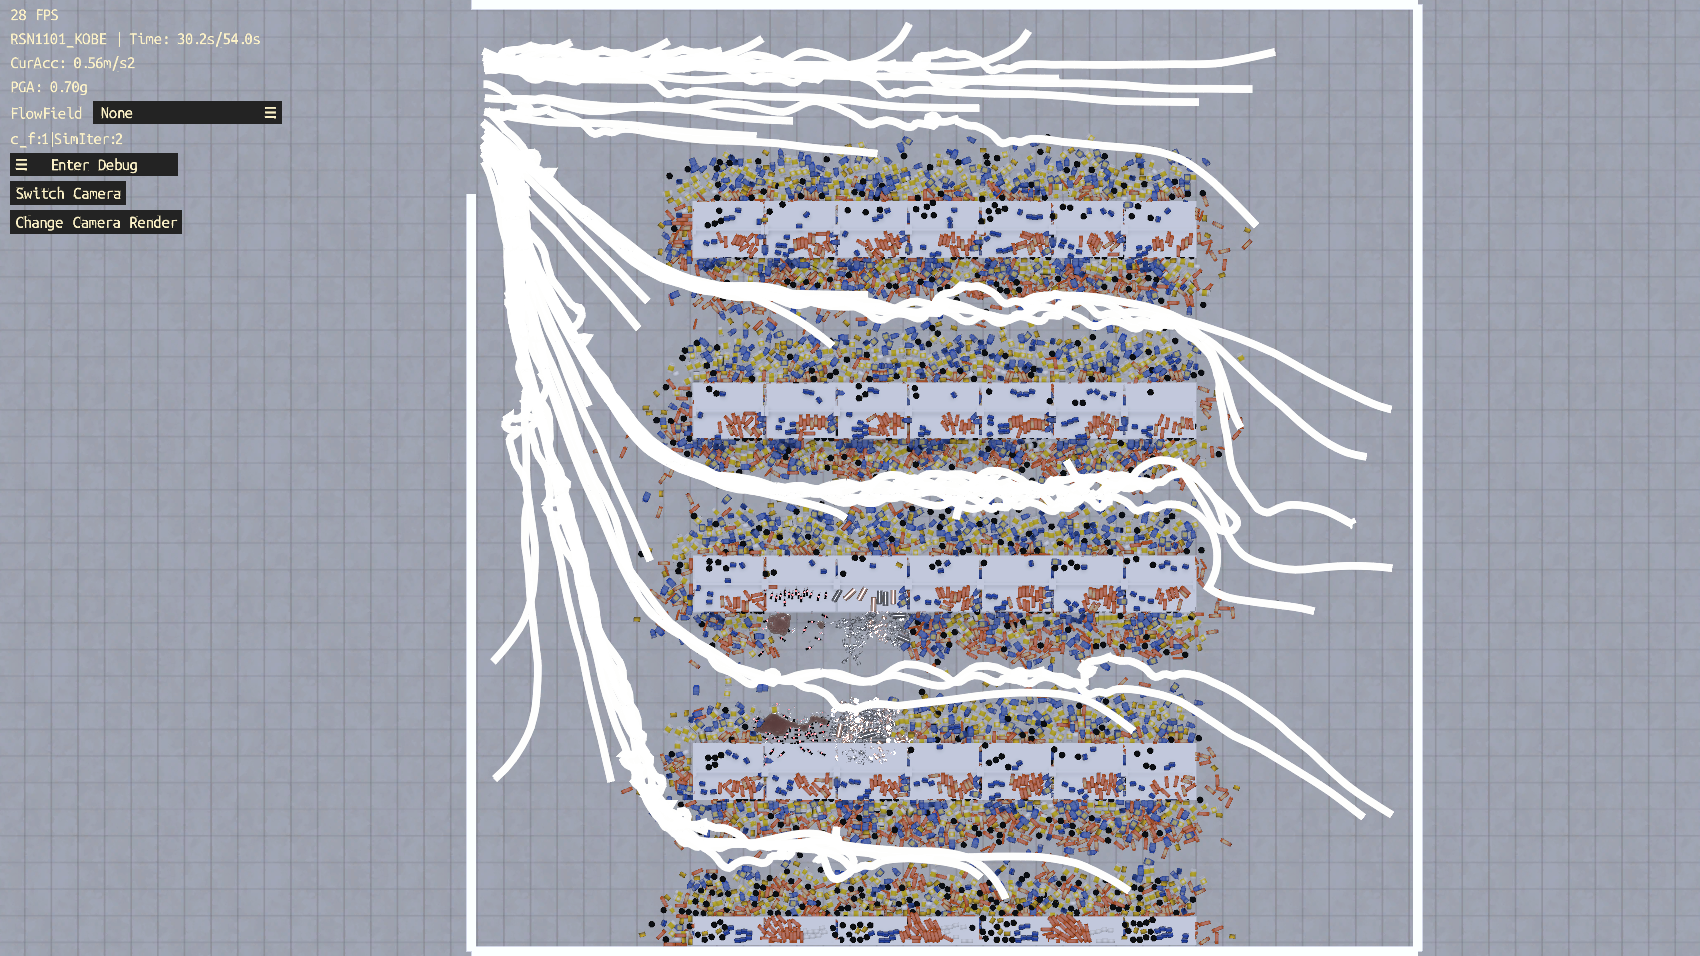 28 FPS
RSN1101_KOBE | Time: 30.2s/54.0s
CurAcc: 0.56m/s2
PGA: 0.70g
FlowField None
c_f:1|SimIter:2
Enter Debug
Switch Camera
Change Camera Render